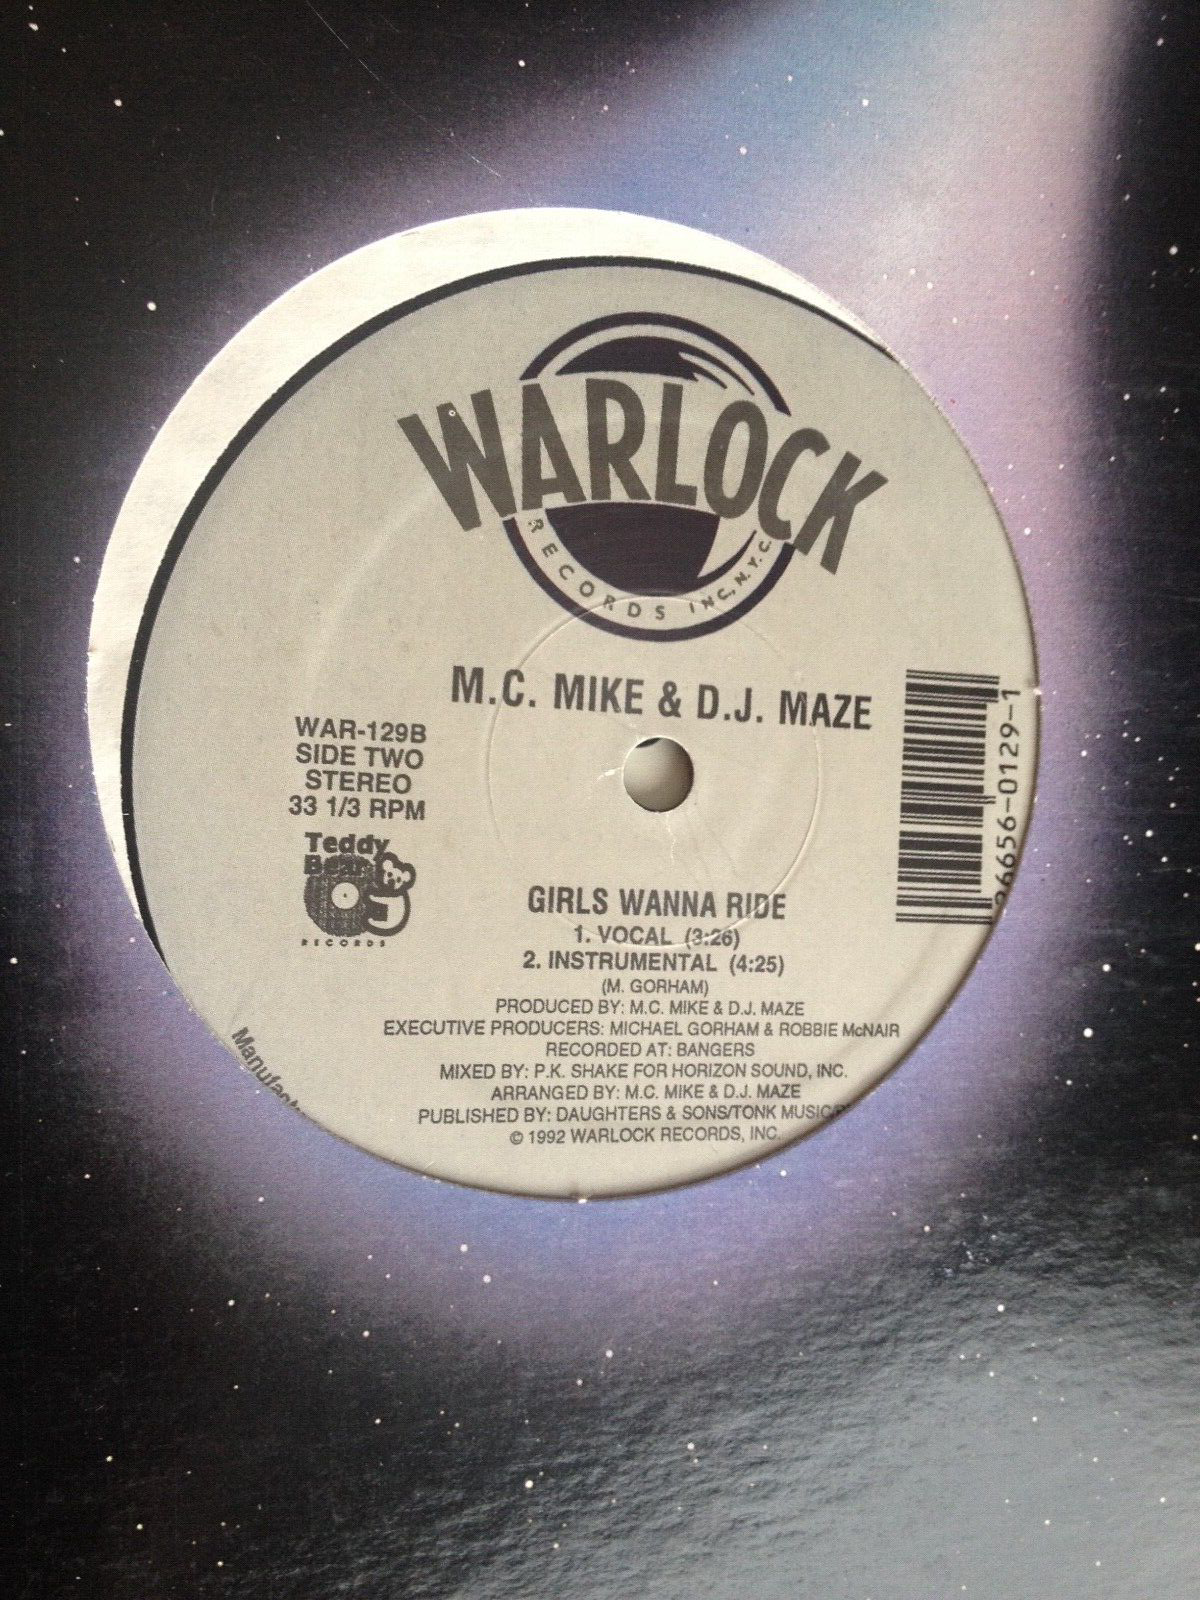 WARLOCK
RECORDS INC., N.Y.C.
M.C. MIKE & D.J. MAZE
WAR-129B
SIDE TWO
STEREO
33 1/3 RPM
Teddy
Bear
RECORDS
26656-0129-1
GIRLS WANNA RIDE
1. VOCAL (3:26)
2. INSTRUMENTAL (4:25)
(M. GORHAM)
PRODUCED BY: M.C. MIKE & D.J. MAZE
EXECUTIVE PRODUCERS: MICHAEL GORHAM & ROBBIE McNAIR
RECORDED AT: BANGERS
MIXED BY: P.K. SHAKE FOR HORIZON SOUND, INC.
ARRANGED BY: M.C. MIKE & D.J. MAZE
PUBLISHED BY: DAUGHTERS & SONS/TONK MUSIC/
© 1992 WARLOCK RECORDS, INC.